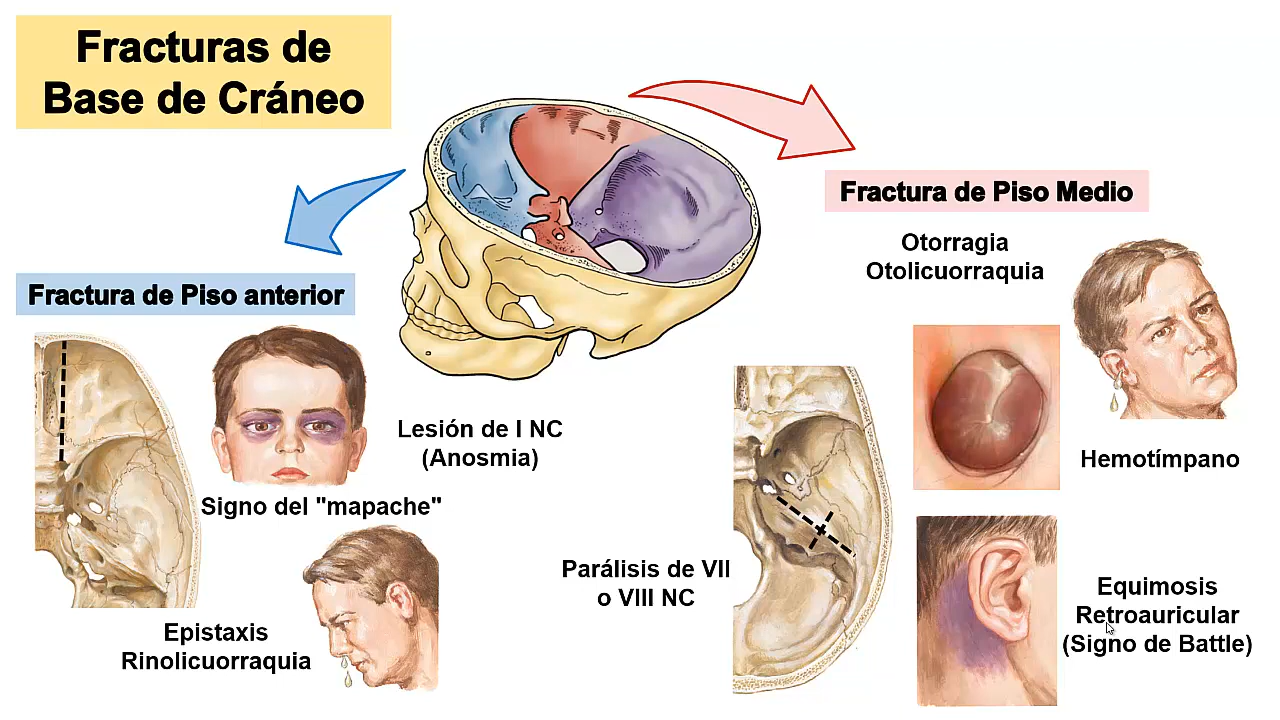 Fracturas de
Base de Cráneo
Fractura de Piso anterior
Lesión de I NC
(Anosmia)
Signo del "mapache"
Epistaxis
Rinolicuorraquia
Fractura de Piso Medio
Otorragia
Otolicuorraquia
Hemotímpano
Parálisis de VII
o VIII NC
Equimosis
Retroauricular
(Signo de Battle)